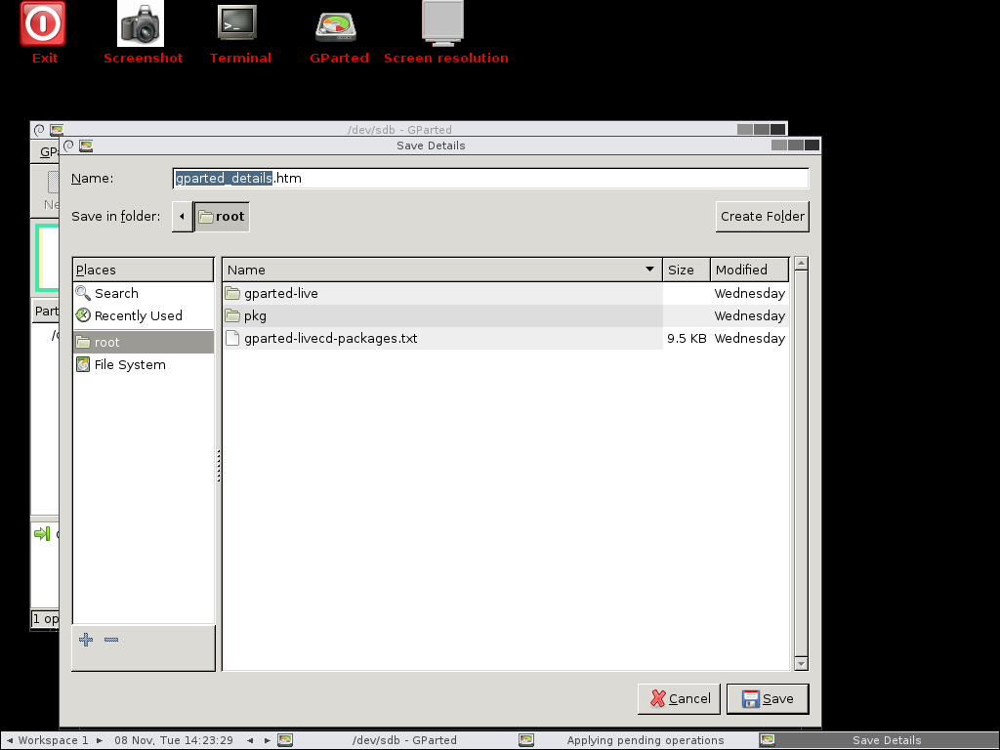 Exit Screenshot Terminal GParted Screen resolution
/dev/sdb - GParted
Save Details
Name: gparted_details.htm
Save in folder: root Create Folder
Places Name Size Modified
Search gparted-live Wednesday
Recently Used pkg Wednesday
root gparted-livecd-packages.txt 9.5 KB Wednesday
File System
GP
Ne
Part
1 op
Cancel Save
Workspace 1 08 Nov, Tue 14:23:29 /dev/sdb - GParted Applying pending operations Save Details